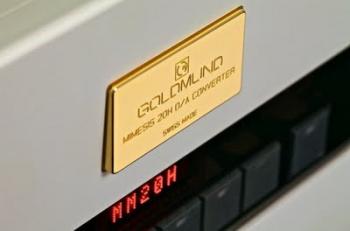 GOLDMUND
MIMESIS 20H D/A CONVERTER
SWISS MADE
MM20H